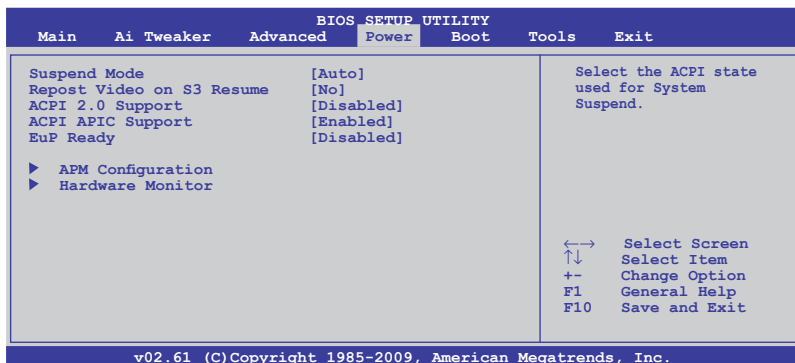 BIOS SETUP UTILITY
Main Ai Tweaker Advanced Power Boot Tools Exit
Suspend Mode [Auto]
Repost Video on S3 Resume [No]
ACPI 2.0 Support [Disabled]
ACPI APIC Support [Enabled]
EuP Ready [Disabled]
▶ APM Configuration
▶ Hardware Monitor
Select the ACPI state
used for System
Suspend.
←→ Select Screen
↑↓ Select Item
+- Change Option
F1 General Help
F10 Save and Exit
v02.61 (C)Copyright 1985-2009, American Megatrends, Inc.